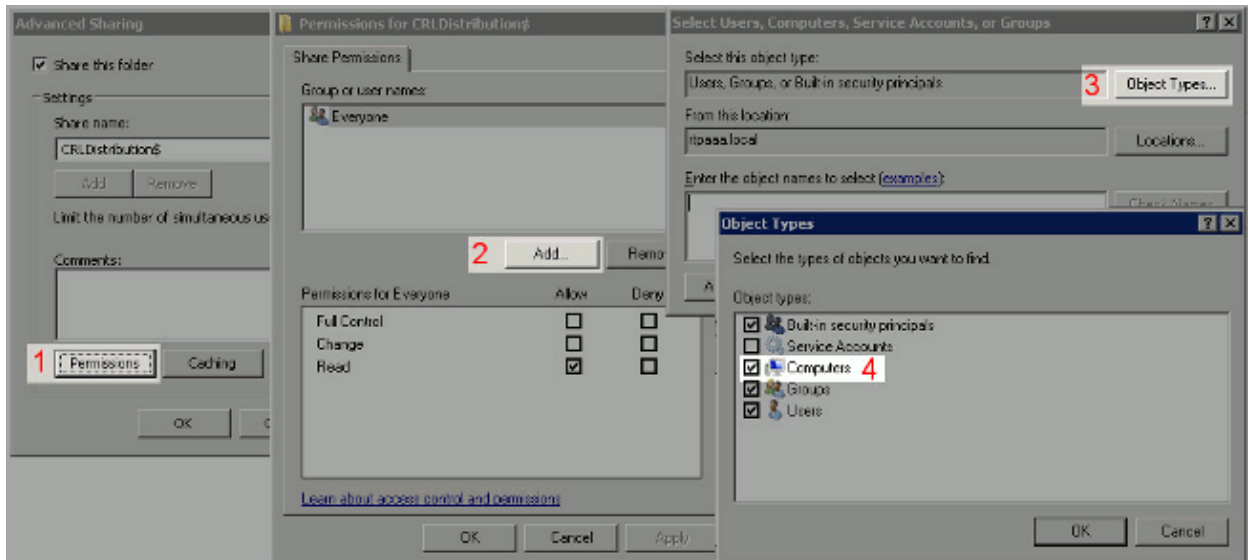 Advanced Sharing
Share this folder
Settings
Share name:
CRLDistribution$
Add Remove
Limit the number of simultaneous
Comments:
1 Permissions Caching
OK
Permissions for CRLDistribution$
Share Permissions
Group or user names:
Everyone
2 Add...
Permissions for Everyone Allow Deny
Full Control
Change
Read
Learn about access control and permissions
OK Cancel Apply
Select Users, Computers, Service Accounts, or Groups
Select this object type:
Users, Groups, or Built-in security principals 3 Object Types...
From this location:
rtpaaa.local Locations...
Enter the object names to select (examples):
Check Names
Object Types
Select the types of objects you want to find.
Object types:
Built-in security principals
Service Accounts
Computers 4
Groups
Users
OK Cancel